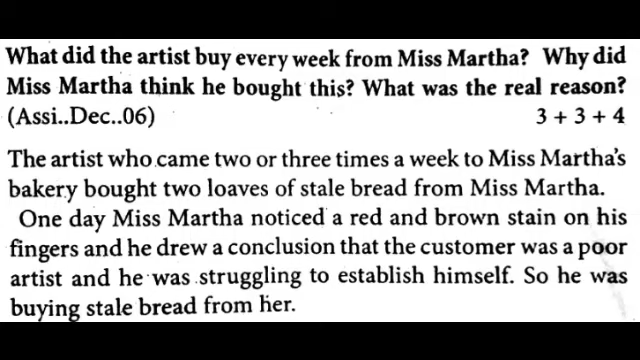 What did the artist buy every week from Miss Martha? Why did
Miss Martha think he bought this? What was the real reason?
(Assi..Dec..06) 3 + 3 + 4
The artist who came two or three times a week to Miss Martha's
bakery bought two loaves of stale bread from Miss Martha.
One day Miss Martha noticed a red and brown stain on his
fingers and he drew a conclusion that the customer was a poor
artist and he was struggling to establish himself. So he was
buying stale bread from her.